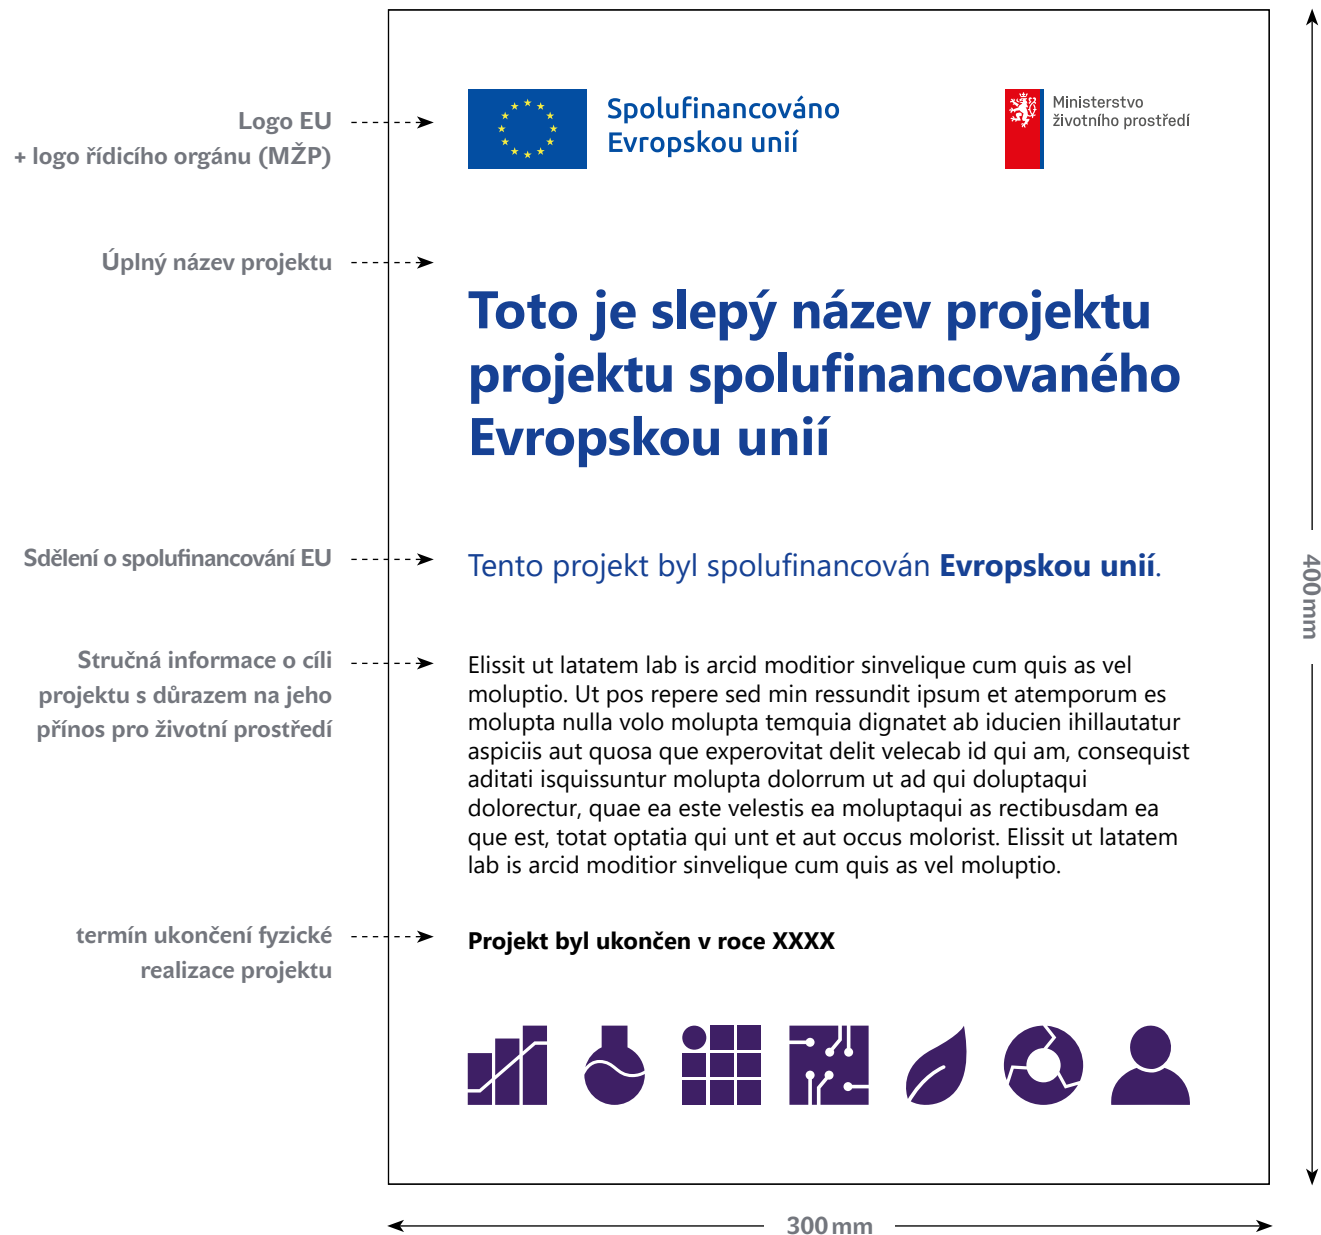 Logo EU
+ logo řídicího orgánu (MŽP)
Spolufinancováno
Evropskou unií
Ministerstvo
životního prostředí
Úplný název projektu
Toto je slepý název projektu
projektu spolufinancovaného
Evropskou unií
Sdělení o spolufinancování EU
Tento projekt byl spolufinancován Evropskou unií.
Stručná informace o cíli
projektu s důrazem na jeho
přínos pro životní prostředí
Elissit ut latatem lab is arcid moditior sinvelique cum quis as vel
moluptio. Ut pos repere sed min ressundit ipsum et atemporum es
molupta nulla volo molupta temquia dignatet ab iducien ihillautatur
aspiciis aut quosa que experovitat delit velecab id qui am, consequist
aditati isquissuntur molupta dolorrum ut ad qui doluptaqui
dolorectur, quae ea este velestis ea moluptaqui as rectibusdam ea
que est, totat optatia qui unt et aut occus molorist. Elissit ut latatem
lab is arcid moditior sinvelique cum quis as vel moluptio.
termín ukončení fyzické
realizace projektu
Projekt byl ukončen v roce XXXX
400 mm
300 mm